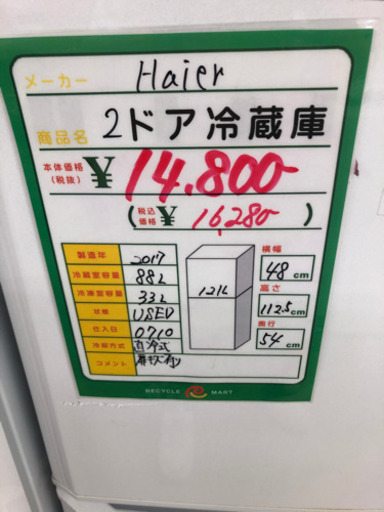 メーカー Haier
商品名 2ドア冷蔵庫
本体価格(税抜) ¥14,800-
(税込価格 ¥16,280-)
製造年 2017
冷蔵室容量 88L
冷凍室容量 33L
状態 USED
仕入日 0710
冷却方式 直冷式
コメント
121L
横幅
48cm
高さ
112.5cm
奥行
54cm
RECYCLE MART